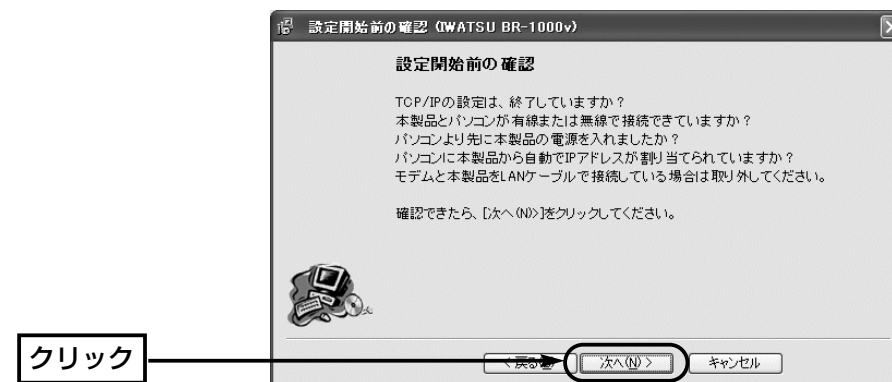 設定開始前の確認 (IWATSU BR-1000v)
設定開始前の確認
TCP/IPの設定は、終了していますか？
本製品とパソコンが有線または無線で接続できていますか？
パソコンより先に本製品の電源を入れましたか？
パソコンに本製品から自動でIPアドレスが割り当てられていますか？
モデムと本製品をLANケーブルで接続している場合は取り外してください。
確認できたら、[次へ(N)>]をクリックしてください。
クリック
< 戻る 次へ(N) > キャンセル